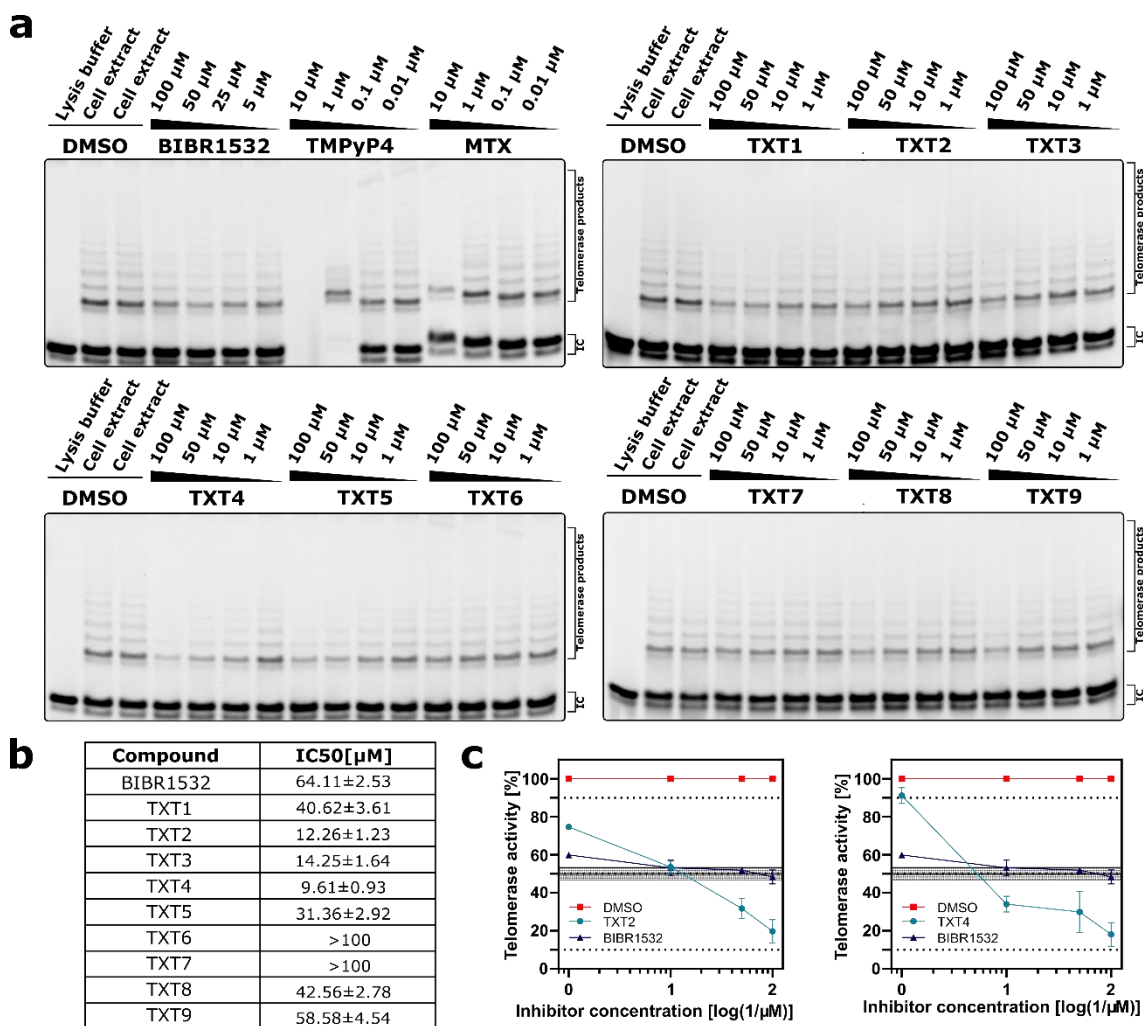 a
Lysis buffer
Cell extract
Cell extract
100 μM
50 μM
25 μM
5 μM
10 μM
1 μM
0.1 μM
0.01 μM
10 μM
1 μM
0.1 μM
0.01 μM
DMSO BIBR1532 TMPyP4 MTX
Telomerase products
IC
Lysis buffer
Cell extract
Cell extract
100 μM
50 μM
10 μM
1 μM
100 μM
50 μM
10 μM
1 μM
100 μM
50 μM
10 μM
1 μM
DMSO TXT1 TXT2 TXT3
Telomerase products
IC
Lysis buffer
Cell extract
Cell extract
100 μM
50 μM
10 μM
1 μM
100 μM
50 μM
10 μM
1 μM
100 μM
50 μM
10 μM
1 μM
DMSO TXT4 TXT5 TXT6
Telomerase products
IC
Lysis buffer
Cell extract
Cell extract
100 μM
50 μM
10 μM
1 μM
100 μM
50 μM
10 μM
1 μM
100 μM
50 μM
10 μM
1 μM
DMSO TXT7 TXT8 TXT9
Telomerase products
IC
b
Compound IC50[μM]
BIBR1532 64.11±2.53
TXT1 40.62±3.61
TXT2 12.26±1.23
TXT3 14.25±1.64
TXT4 9.61±0.93
TXT5 31.36±2.92
TXT6 >100
TXT7 >100
TXT8 42.56±2.78
TXT9 58.58±4.54
c
Telomerase activity [%]
100
80
60
40
20
0
DMSO
TXT2
BIBR1532
0 1 2
Inhibitor concentration [log(1/μM)]
Telomerase activity [%]
100
80
60
40
20
0
DMSO
TXT4
BIBR1532
0 1 2
Inhibitor concentration [log(1/μM)]